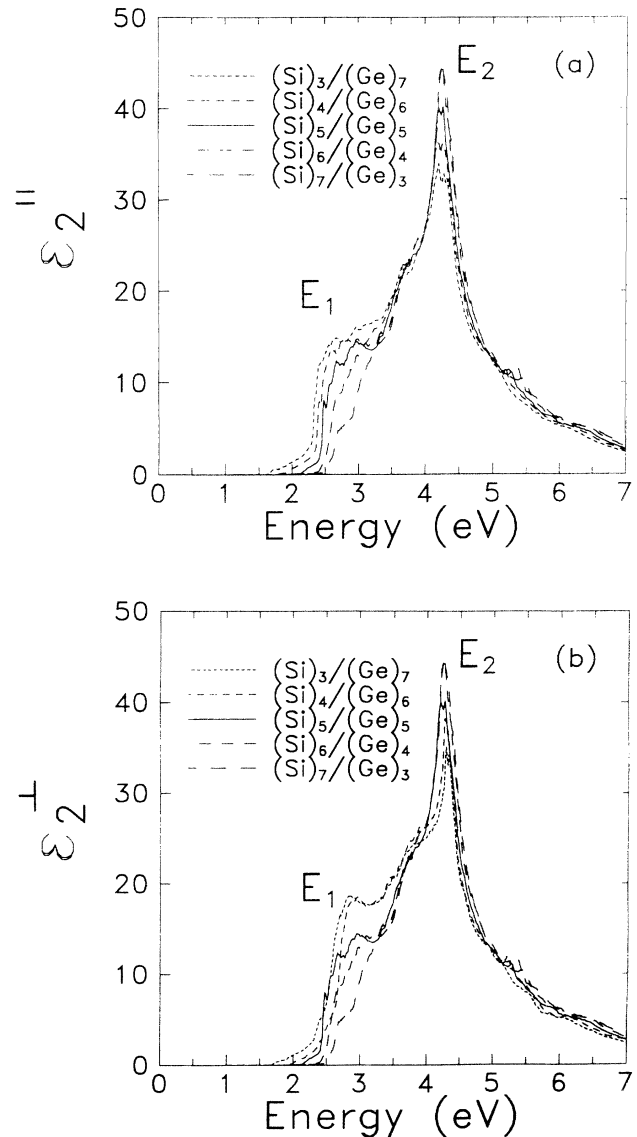 50
40
30
20
10
0
ε₂ ||
(Si)₃/(Ge)₇
(Si)₄/(Ge)₆
(Si)₅/(Ge)₅
(Si)₆/(Ge)₄
(Si)₇/(Ge)₃
E₂
(a)
E₁
0 1 2 3 4 5 6 7
Energy (eV)
50
40
30
20
10
0
ε₂ ⊥
(Si)₃/(Ge)₇
(Si)₄/(Ge)₆
(Si)₅/(Ge)₅
(Si)₆/(Ge)₄
(Si)₇/(Ge)₃
E₂
(b)
E₁
0 1 2 3 4 5 6 7
Energy (eV)